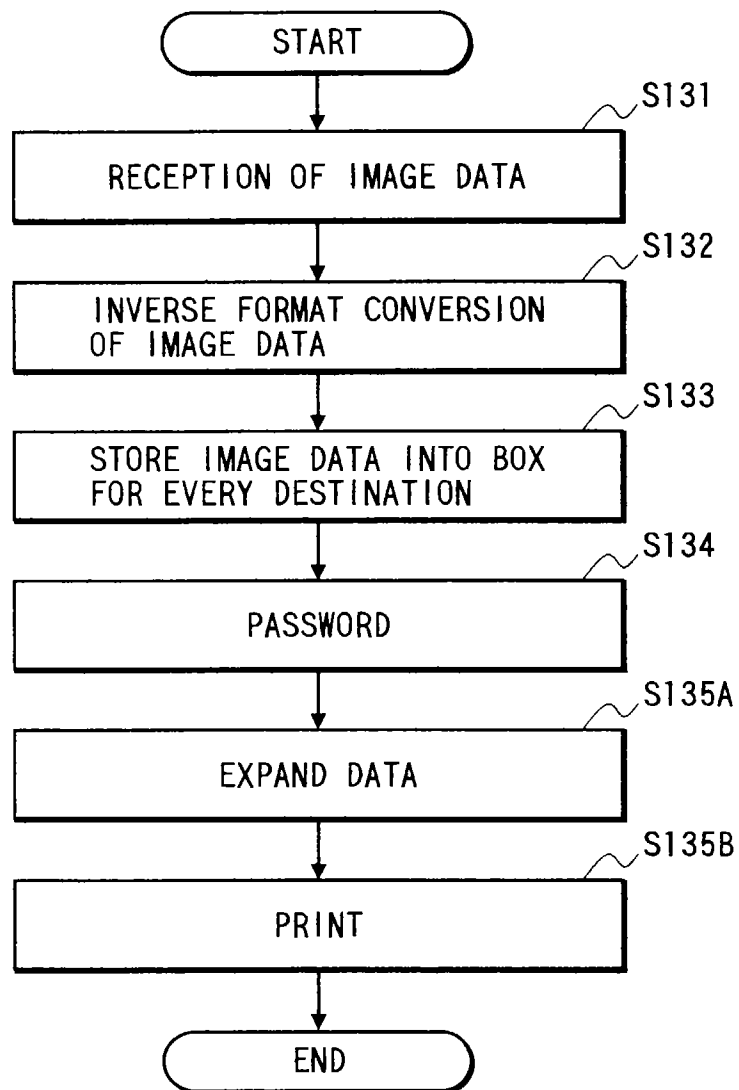 START
S131
RECEPTION OF IMAGE DATA
S132
INVERSE FORMAT CONVERSION
OF IMAGE DATA
S133
STORE IMAGE DATA INTO BOX
FOR EVERY DESTINATION
S134
PASSWORD
S135A
EXPAND DATA
S135B
PRINT
END